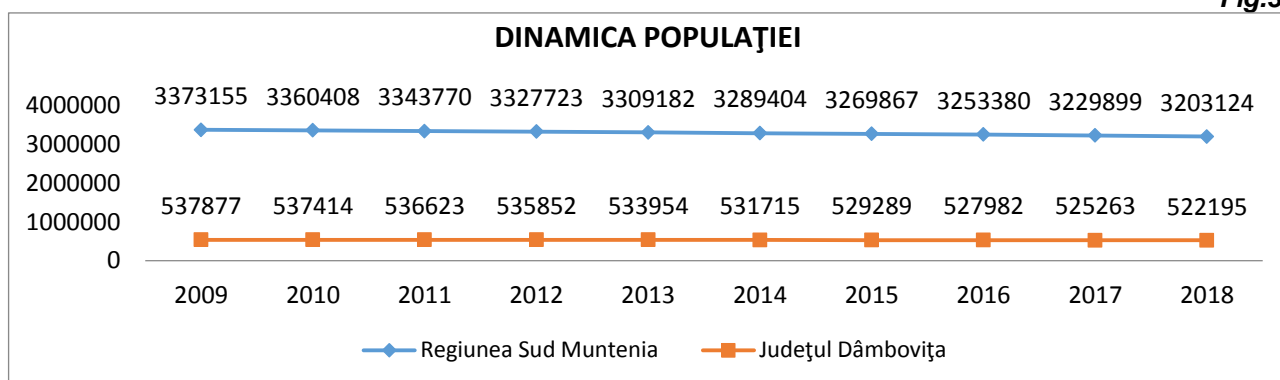 Fig.3
DINAMICA POPULAŢIEI
3373155 3360408 3343770 3327723 3309182 3289404 3269867 3253380 3229899 3203124
4000000
3000000
2000000
537877 537414 536623 535852 533954 531715 529289 527982 525263 522195
1000000
0
2009 2010 2011 2012 2013 2014 2015 2016 2017 2018
Regiunea Sud Muntenia Judeţul Dâmboviţa